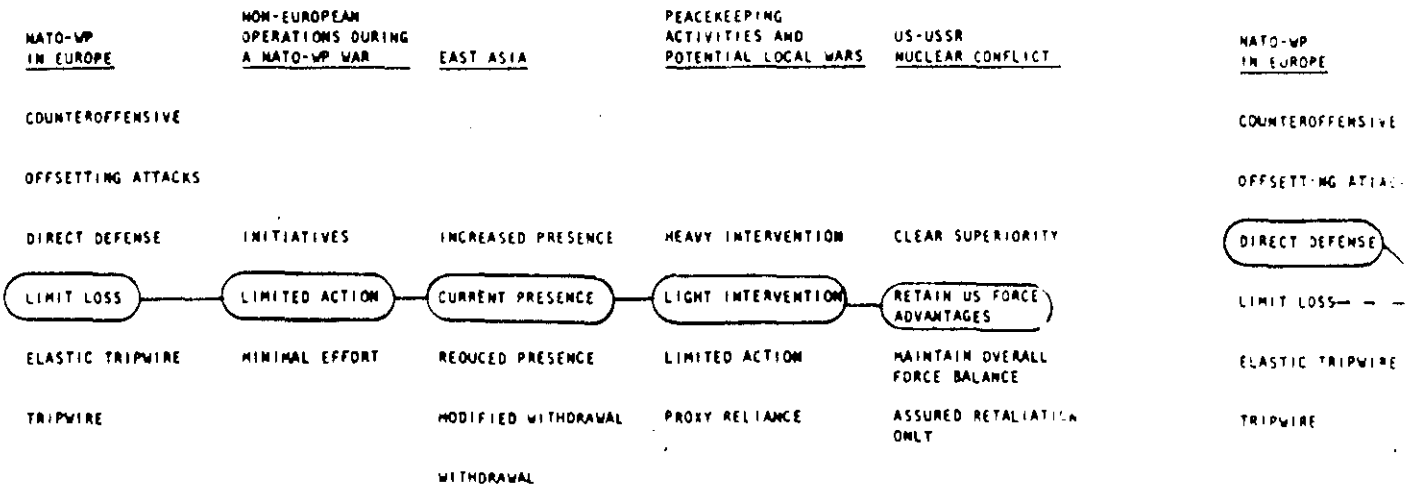 NATO-WP
IN EUROPE
COUNTEROFFENSIVE
OFFSETTING ATTACKS
DIRECT DEFENSE
LIMIT LOSS
ELASTIC TRIPWIRE
TRIPWIRE
NON-EUROPEAN
OPERATIONS DURING
A NATO-WP WAR
INITIATIVES
LIMITED ACTION
MINIMAL EFFORT
EAST ASIA
INCREASED PRESENCE
CURRENT PRESENCE
REDUCED PRESENCE
MODIFIED WITHDRAWAL
WITHDRAWAL
PEACEKEEPING
ACTIVITIES AND
POTENTIAL LOCAL WARS
HEAVY INTERVENTION
LIGHT INTERVENTION
LIMITED ACTION
PROXY RELIANCE
US-USSR
NUCLEAR CONFLICT
CLEAR SUPERIORITY
RETAIN US FORCE
ADVANTAGES
MAINTAIN OVERALL
FORCE BALANCE
ASSURED RETALIATION
ONLY
NATO-WP
IN EUROPE
COUNTEROFFENSIVE
OFFSETTING
DIRECT DEFENSE
LIMIT LOSS
ELASTIC TRIPWIRE
TRIPWIRE